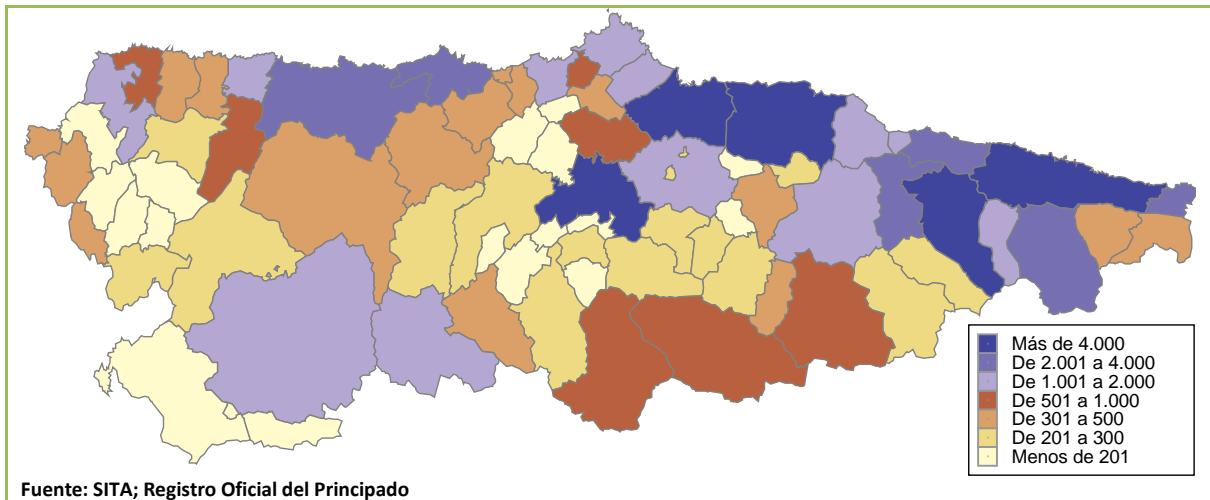 Más de 4.000
De 2.001 a 4.000
De 1.001 a 2.000
De 501 a 1.000
De 301 a 500
De 201 a 300
Menos de 201
Fuente: SITA; Registro Oficial del Principado